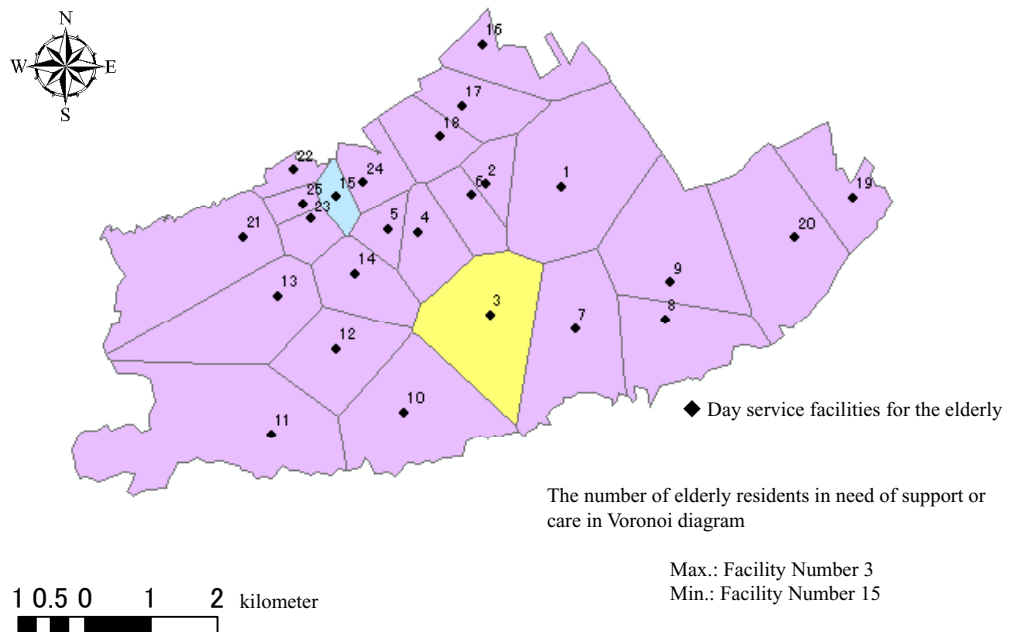 N
W E
S
16
17
18
22
24
15
25
23
6 2
1
19
21
5
4
20
14
13
9
3
7
8
12
10
11
Day service facilities for the elderly
The number of elderly residents in need of support or
care in Voronoi diagram
Max.: Facility Number 3
Min.: Facility Number 15
1 0.5 0 1 2 kilometer